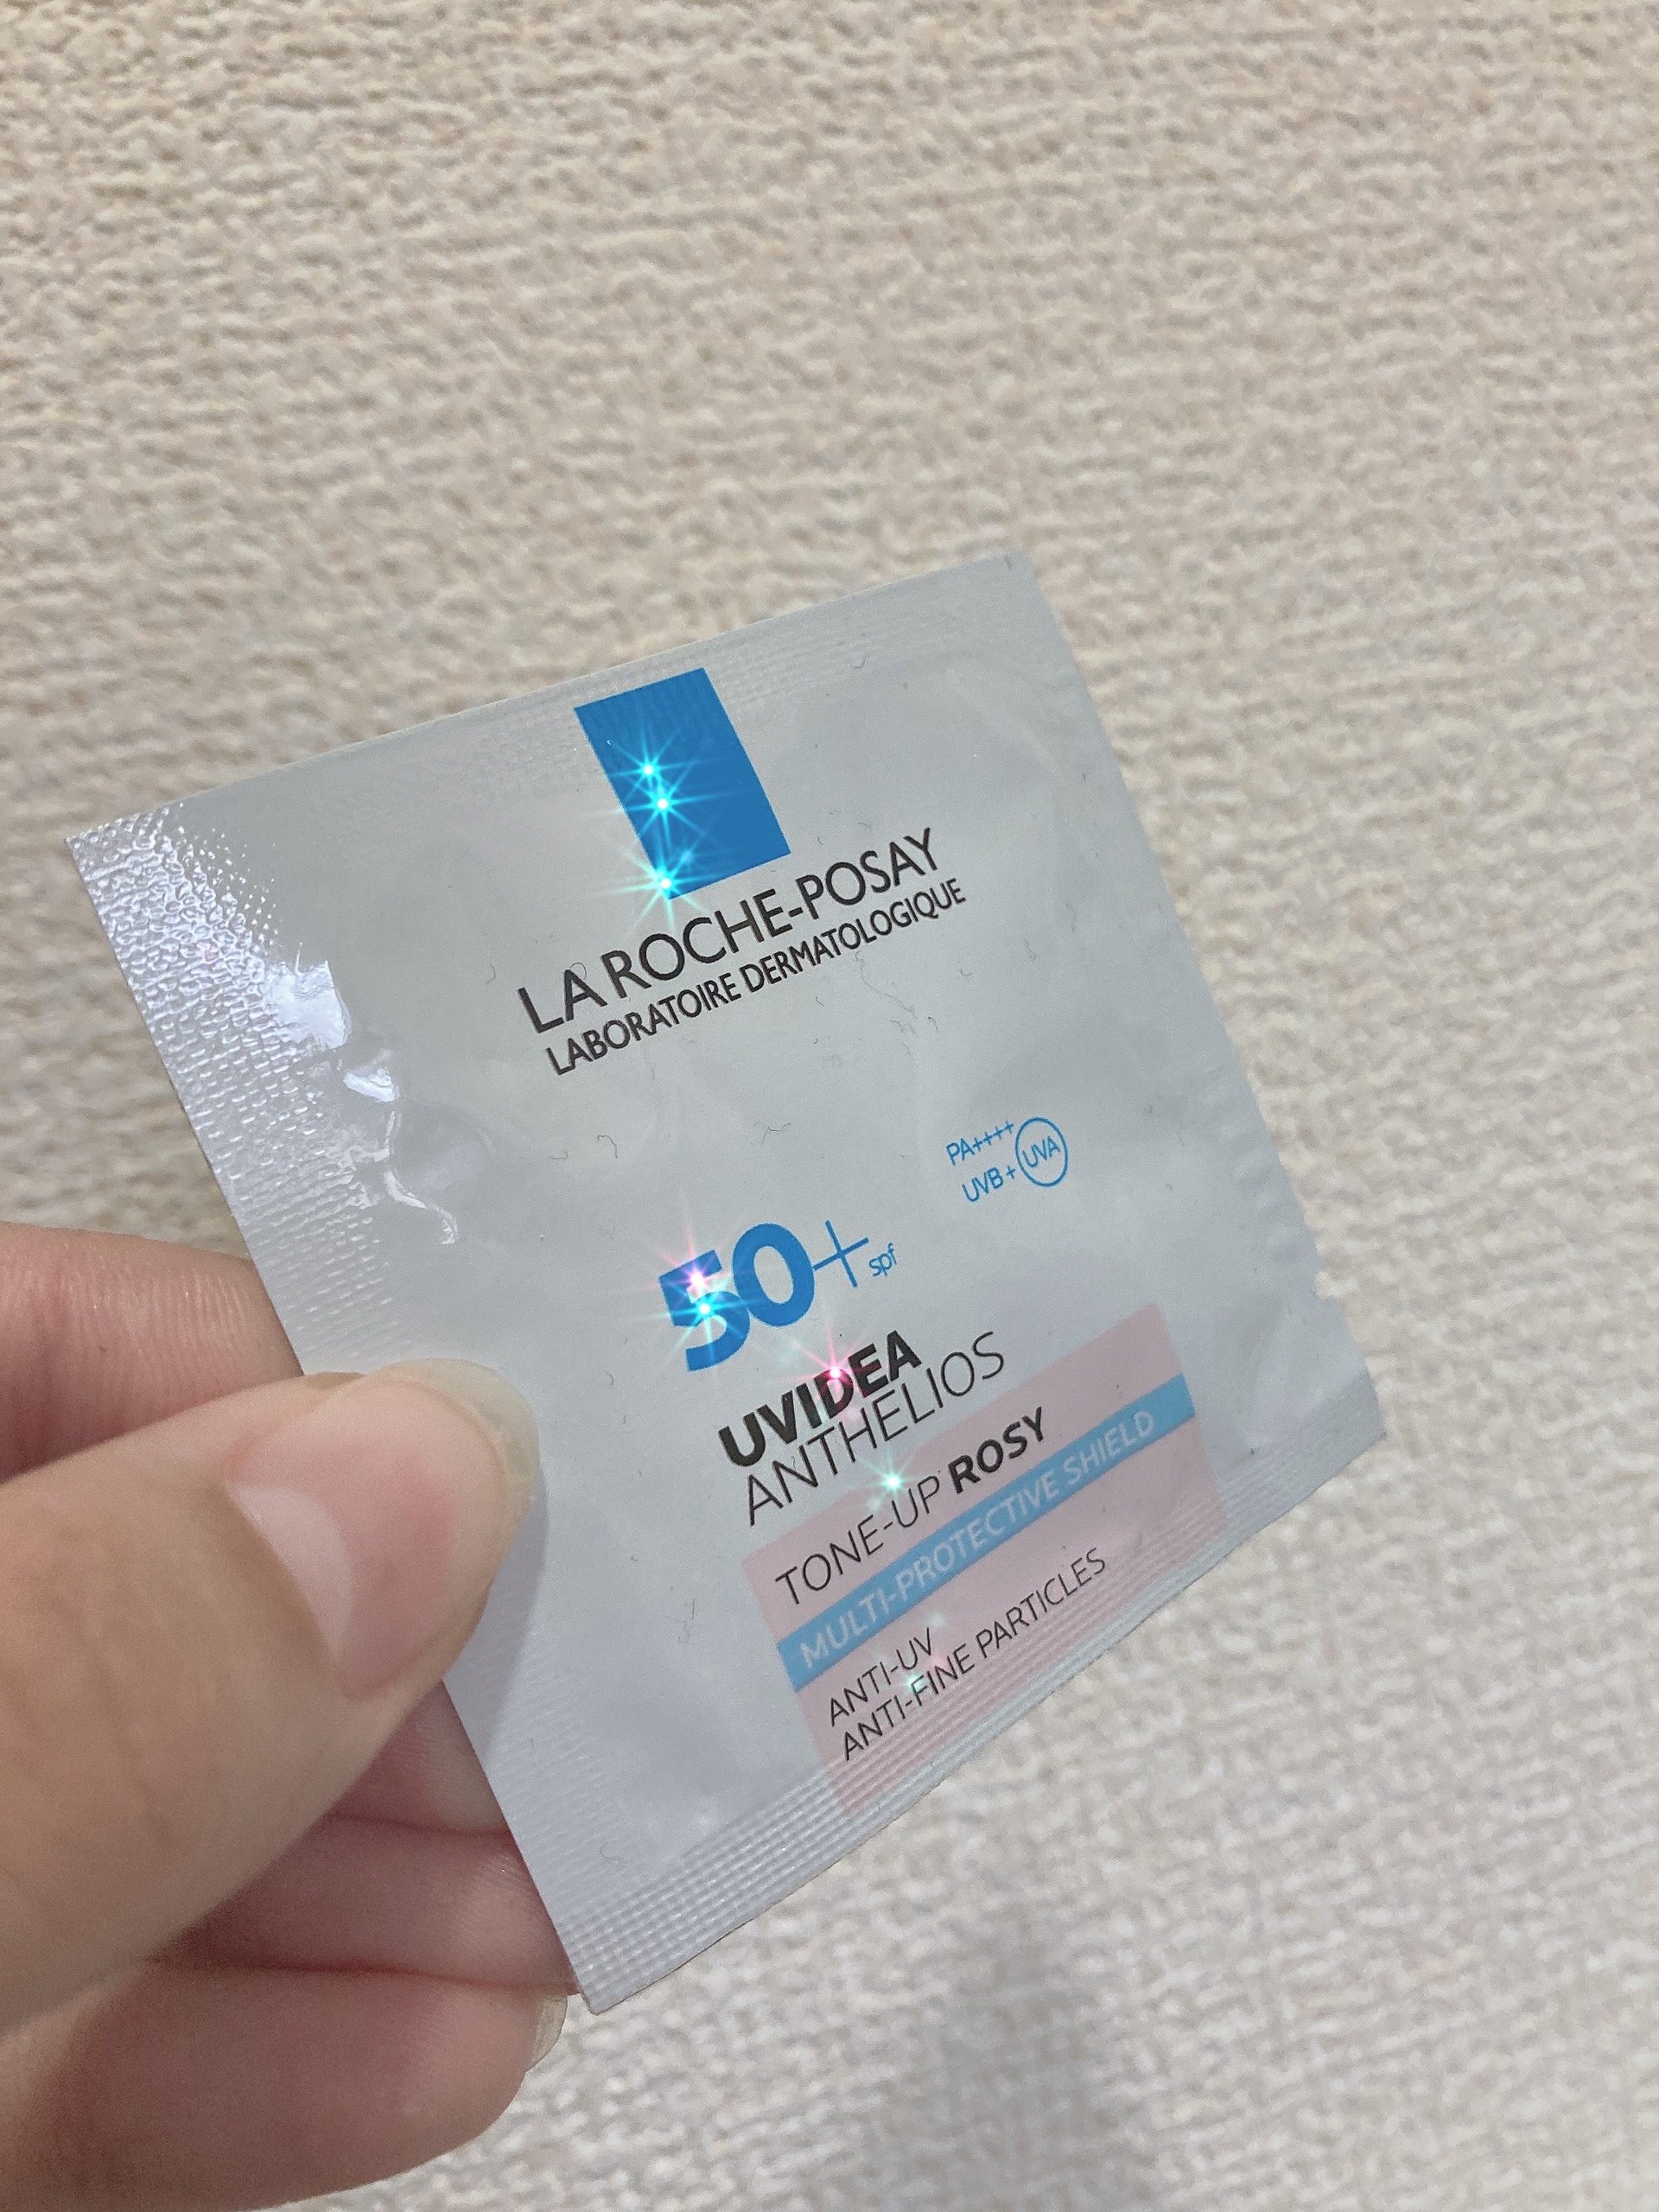 LA ROCHE-POSAY
LABORATOIRE DERMATOLOGIQUE
PA++++
UVB + UVA
50+ spf
UVIDEA
ANTHELIOS
TONE-UP ROSY
MULTI-PROTECTIVE SHIELD
ANTI-UV
ANTI-FINE PARTICLES